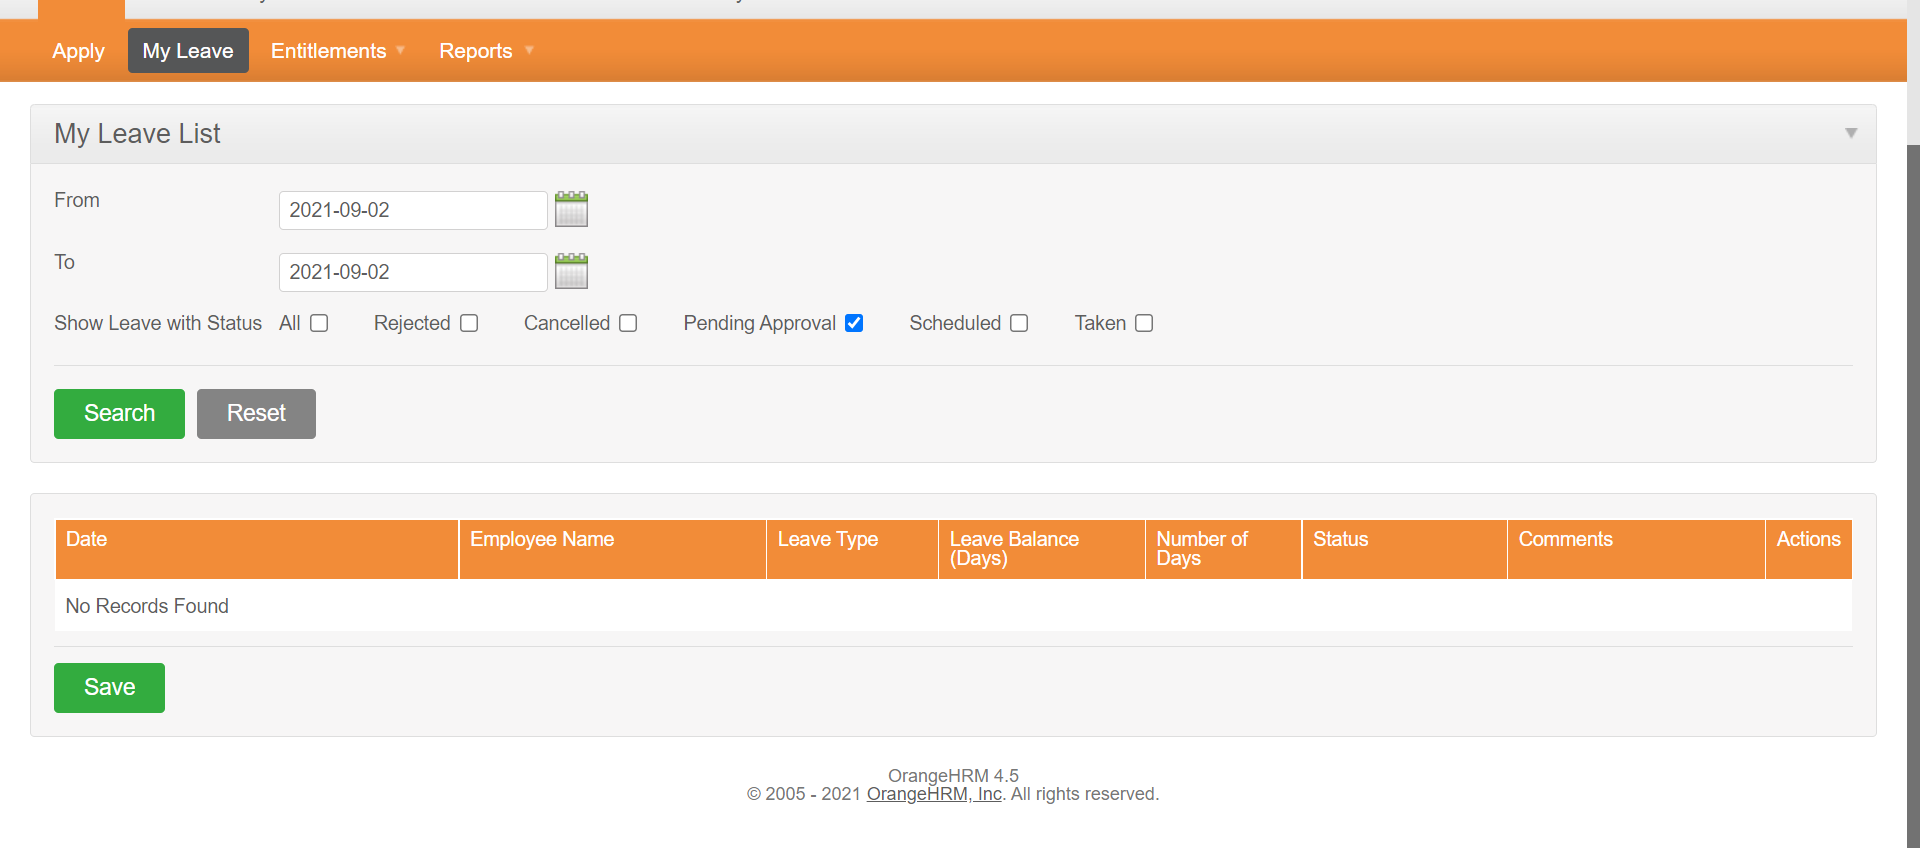 Apply My Leave Entitlements Reports
My Leave List
From 2021-09-02
To 2021-09-02
Show Leave with Status All Rejected Cancelled Pending Approval Scheduled Taken
Search Reset
Date Employee Name Leave Type Leave Balance (Days) Number of Days Status Comments Actions
No Records Found
Save
OrangeHRM 4.5
© 2005 - 2021 OrangeHRM, Inc. All rights reserved.